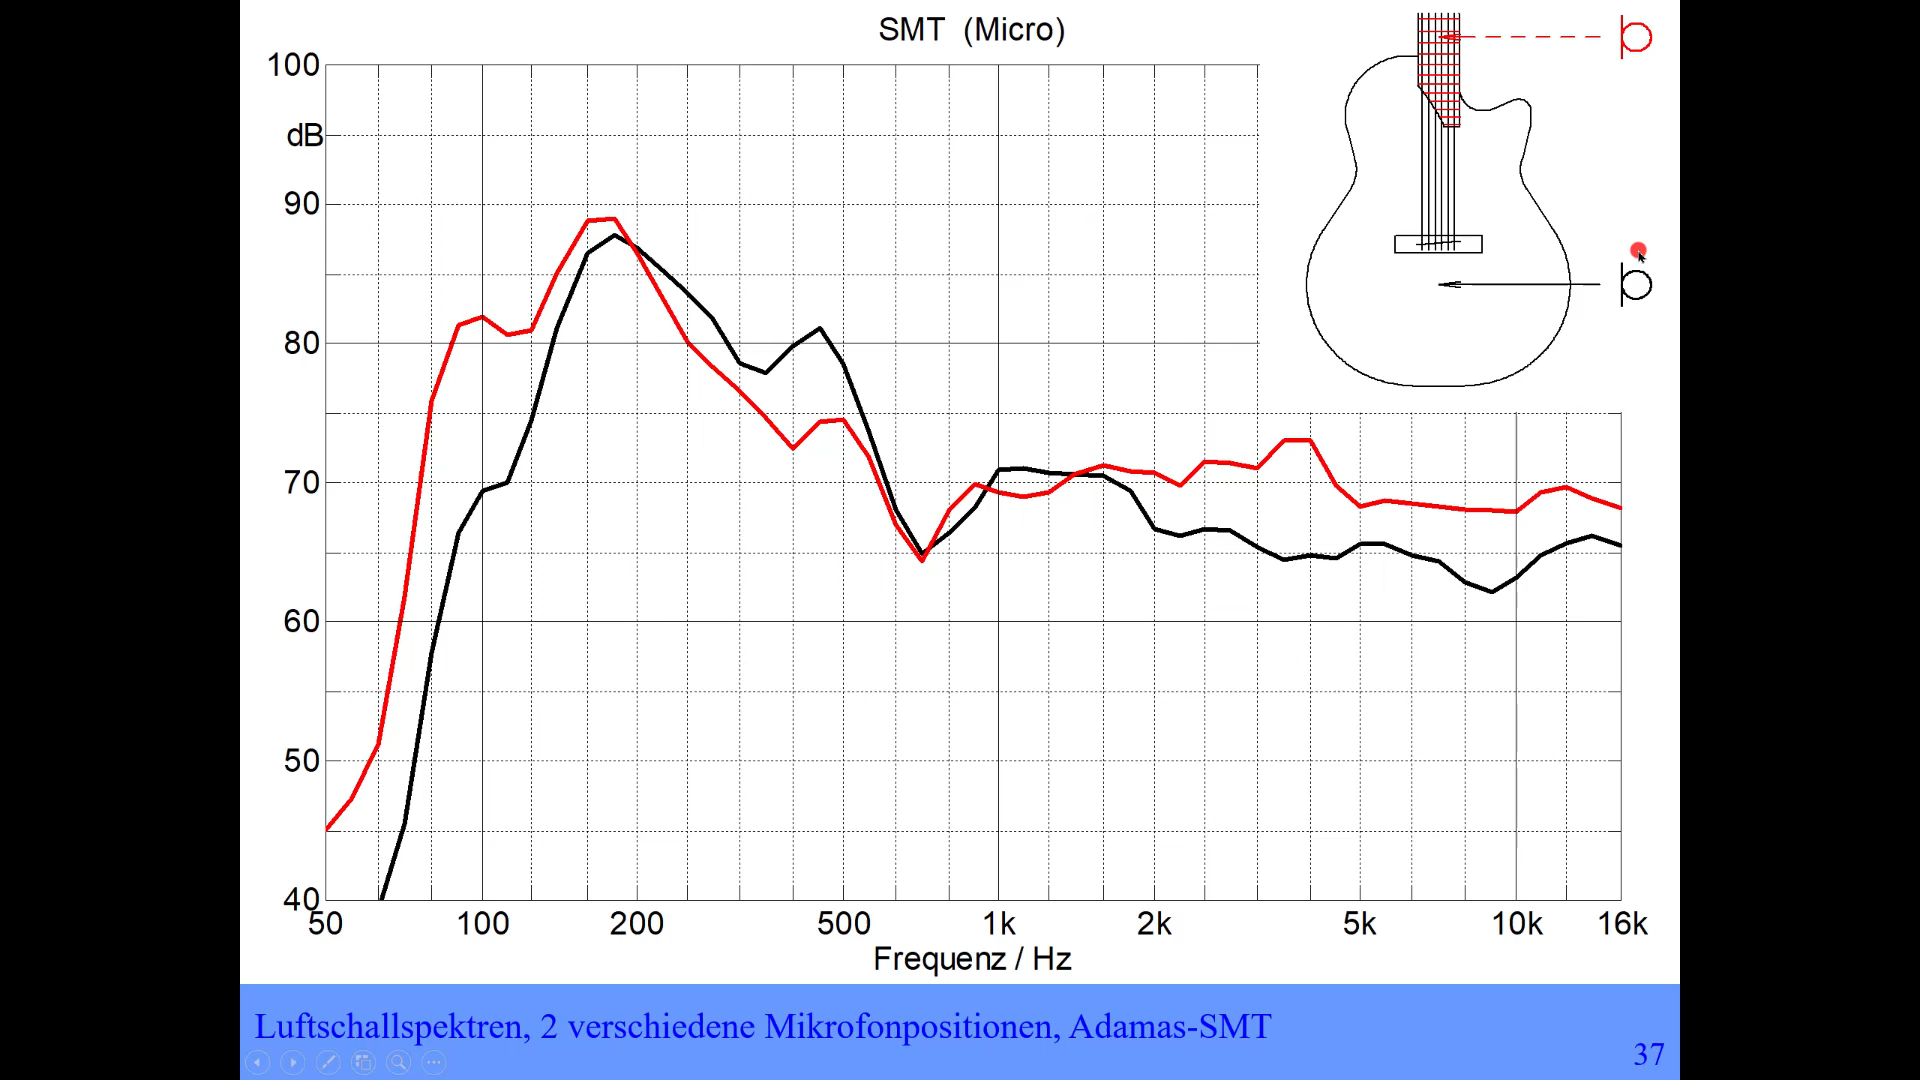 SMT (Micro)
100
dB
90
80
70
60
50
40
50 100 200 500 1k 2k 5k 10k 16k
Frequenz / Hz
Luftschallspektren, 2 verschiedene Mikrofonpositionen, Adamas-SMT
37